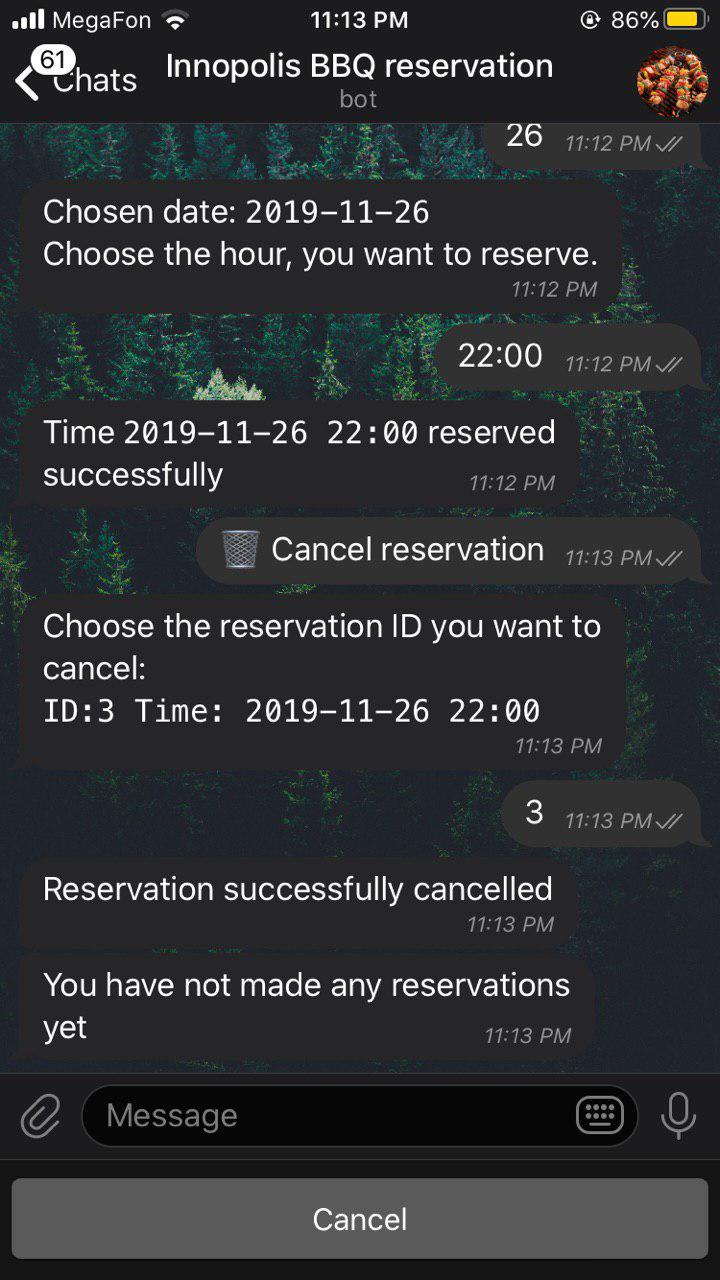 MegaFon 11:13 PM 86%
61
Chats Innopolis BBQ reservation
bot
26 11:12 PM
Chosen date: 2019-11-26
Choose the hour, you want to reserve.
11:12 PM
22:00 11:12 PM
Time 2019-11-26 22:00 reserved
successfully 11:12 PM
Cancel reservation 11:13 PM
Choose the reservation ID you want to
cancel:
ID:3 Time: 2019-11-26 22:00
11:13 PM
3 11:13 PM
Reservation successfully cancelled
11:13 PM
You have not made any reservations
yet 11:13 PM
Message
Cancel